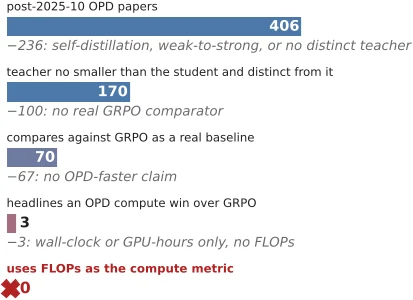 post-2025-10 OPD papers
406
−236: self-distillation, weak-to-strong, or no distinct teacher
teacher no smaller than the student and distinct from it
170
−100: no real GRPO comparator
compares against GRPO as a real baseline
70
−67: no OPD-faster claim
headlines an OPD compute win over GRPO
3
−3: wall-clock or GPU-hours only, no FLOPs
uses FLOPs as the compute metric
0